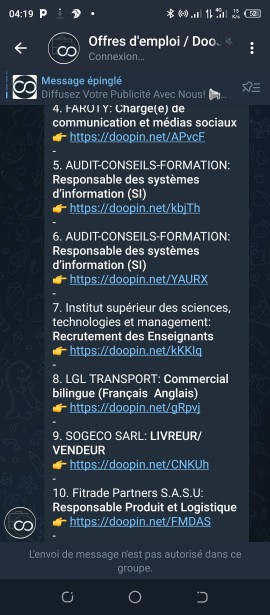 04:19
Offres d'emploi / Doo
Connexion...
Message épinglé
Diffusez Votre Publicité Avec Nous!
4. FAROTY: Chargé(e) de
communication et médias sociaux
👉 https://doopin.net/APvcF
-
5. AUDIT-CONSEILS-FORMATION:
Responsable des systèmes
d'information (SI)
👉 https://doopin.net/kbjTh
-
6. AUDIT-CONSEILS-FORMATION:
Responsable des systèmes
d'information (SI)
👉 https://doopin.net/YAURX
-
7. Institut supérieur des sciences,
technologies et management:
Recrutement des Enseignants
👉 https://doopin.net/kKKIq
-
8. LGL TRANSPORT: Commercial
bilingue (Français Anglais)
👉 https://doopin.net/gRpvj
-
9. SOGECO SARL: LIVREUR/
VENDEUR
👉 https://doopin.net/CNKUh
-
10. Fitrade Partners S.A.S.U:
Responsable Produit et Logistique
👉 https://doopin.net/FMDAS
-
L'envoi de message n'est pas autorisé dans ce
groupe.